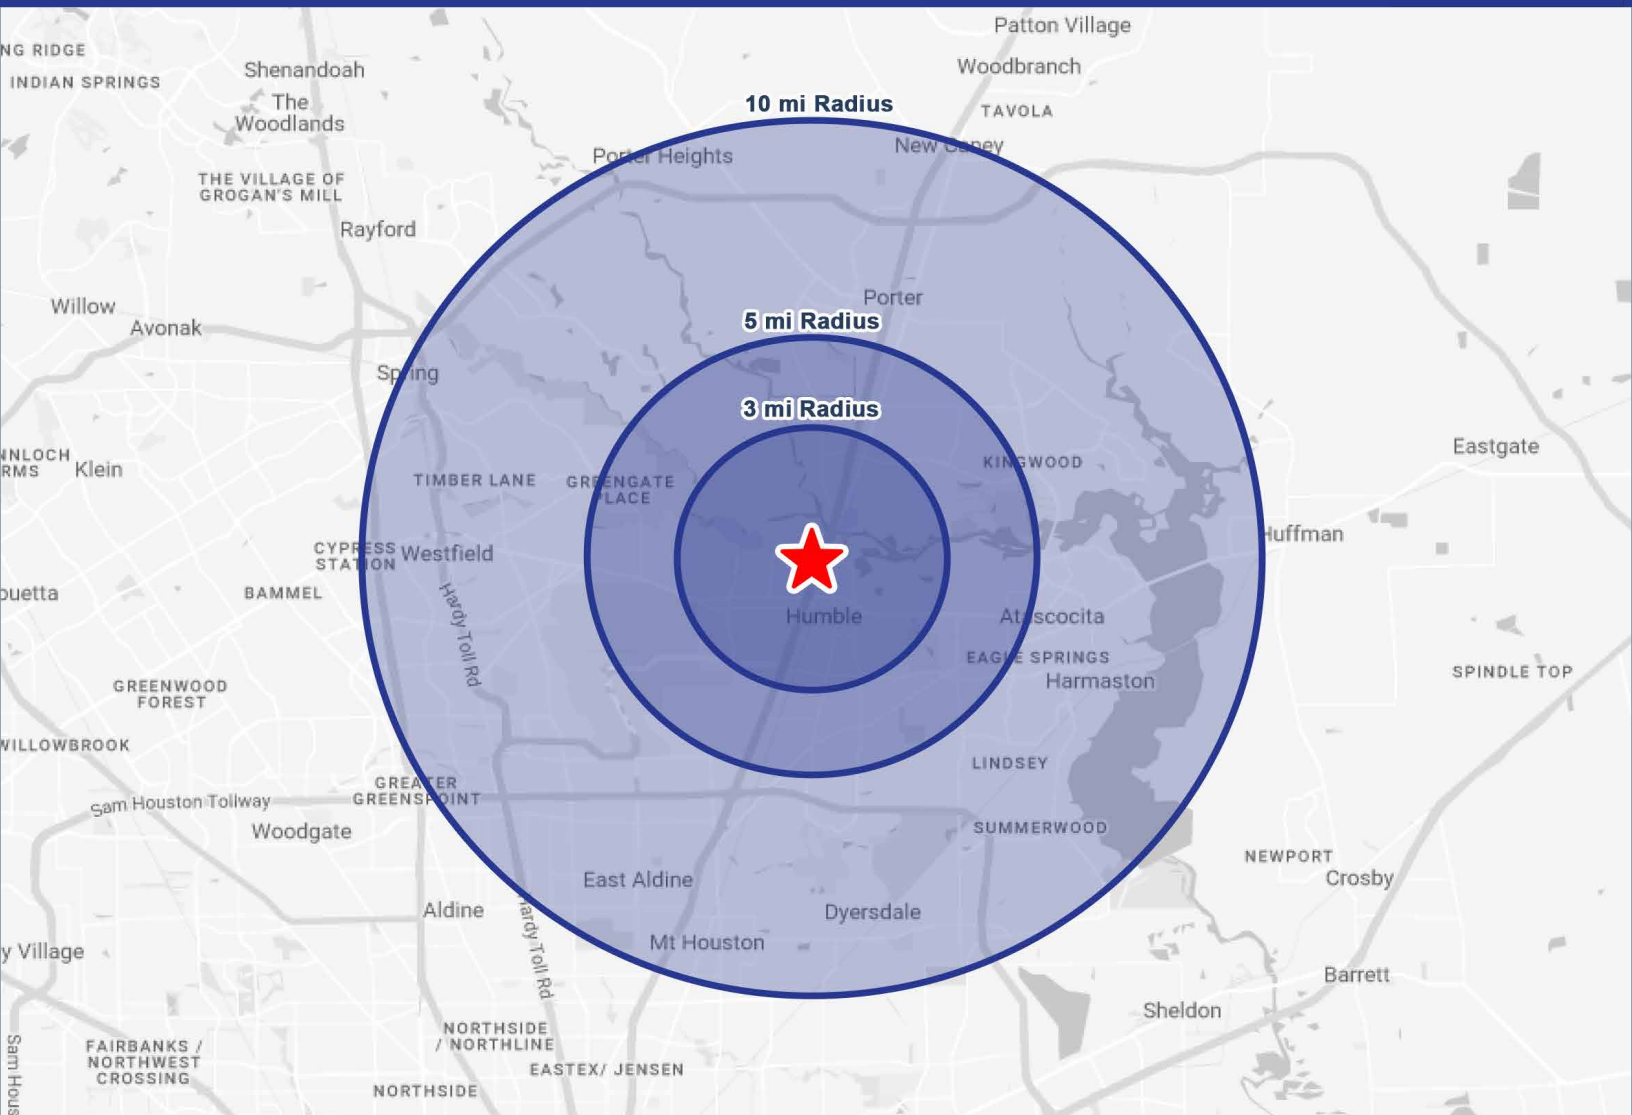 Patton Village
NG RIDGE
Woodbranch
Shenandoah
INDIAN SPRINGS
The
Woodlands
10 mi Radius
TAVOLA
New Caney
Porter Heights
THE VILLAGE OF
GROGAN'S MILL
Rayford
Porter
Willow
5 mi Radius
Avonak
Spring
3 mi Radius
Eastgate
NNLOCH
RMS
Klein
KINGWOOD
TIMBER LANE
GREENGATE
PLACE
Huffman
CYPRESS
STATION
Westfield
ouetta
BAMMEL
Hardy Toll Rd
Humble
Atascocita
EAGLE SPRINGS
SPINDLE TOP
Harmaston
GREENWOOD
FOREST
WILLOWBROOK
LINDSEY
GREATER
GREENSPOINT
Sam Houston Tollway
Woodgate
SUMMERWOOD
NEWPORT
Crosby
East Aldine
Aldine
Dyersdale
Hardy Toll Rd
Mt Houston
y Village
Barrett
Sheldon
NORTHSIDE
/ NORTHLINE
FAIRBANKS /
NORTHWEST
CROSSING
EASTEX/ JENSEN
NORTHSIDE
Sam Hous